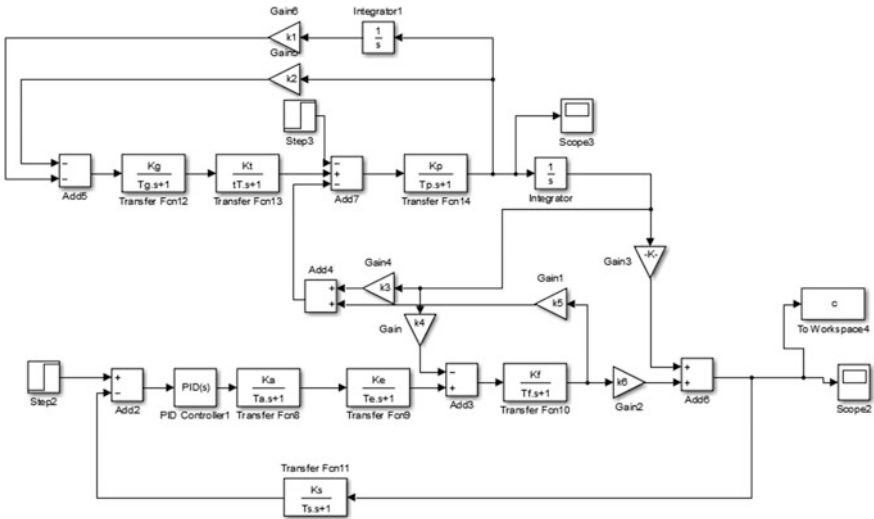 Gain6
Integrator1
k1
1
s
Gain5
k2
Step3
Scope3
Kg
Tg.s+1
Kt
tT.s+1
Kp
Tp.s+1
1
s
Add5
Transfer Fcn12
Transfer Fcn13
Add7
Transfer Fcn14
Integrator
Gain3
-K-
Add4
Gain4
k3
Gain1
k5
Gain
k4
c
To Workspace4
Step2
Add2
PID(s)
PID Controller1
Ka
Ta.s+1
Transfer Fcn8
Ke
Te.s+1
Transfer Fcn9
Add3
Kf
Tf.s+1
Transfer Fcn10
k6
Gain2
Add6
Scope2
Transfer Fcn11
Ks
Ts.s+1